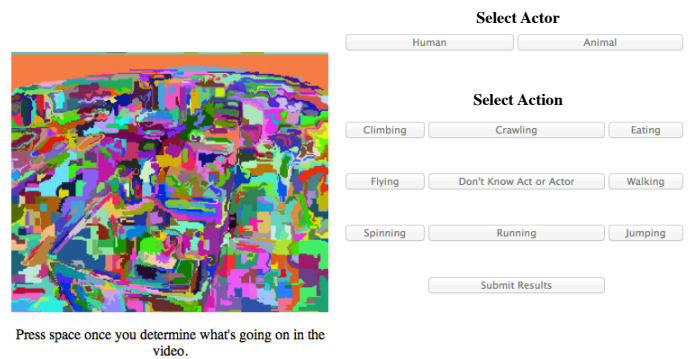 Select Actor
Human Animal
Select Action
Climbing Crawling Eating
Flying Don't Know Act or Actor Walking
Spinning Running Jumping
Submit Results
Press space once you determine what's going on in the
video.